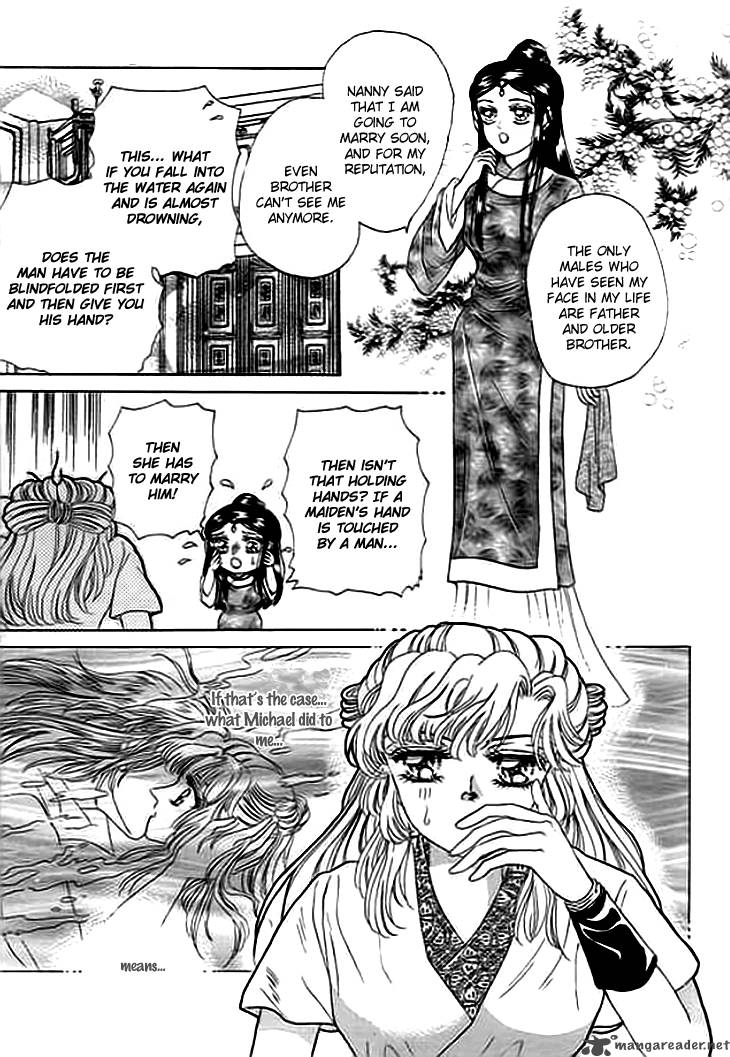 NANNY SAID
THAT I AM
GOING TO
MARRY SOON,
AND FOR MY
REPUTATION,
EVEN
BROTHER
CAN'T SEE ME
ANYMORE.
THE ONLY
MALES WHO
HAVE SEEN MY
FACE IN MY LIFE
ARE FATHER
AND OLDER
BROTHER.
THIS... WHAT
IF YOU FALL INTO
THE WATER AGAIN
AND IS ALMOST
DROWNING,
DOES THE
MAN HAVE TO BE
BLINDFOLDED FIRST
AND THEN GIVE YOU
HIS HAND?
THEN ISN'T
THAT HOLDING
HANDS? IF A
MAIDEN'S HAND
IS TOUCHED
BY A MAN...
THEN
SHE HAS
TO MARRY
HIM!
If that's the case...
what Michael did to
me...
means...
mangareader.net